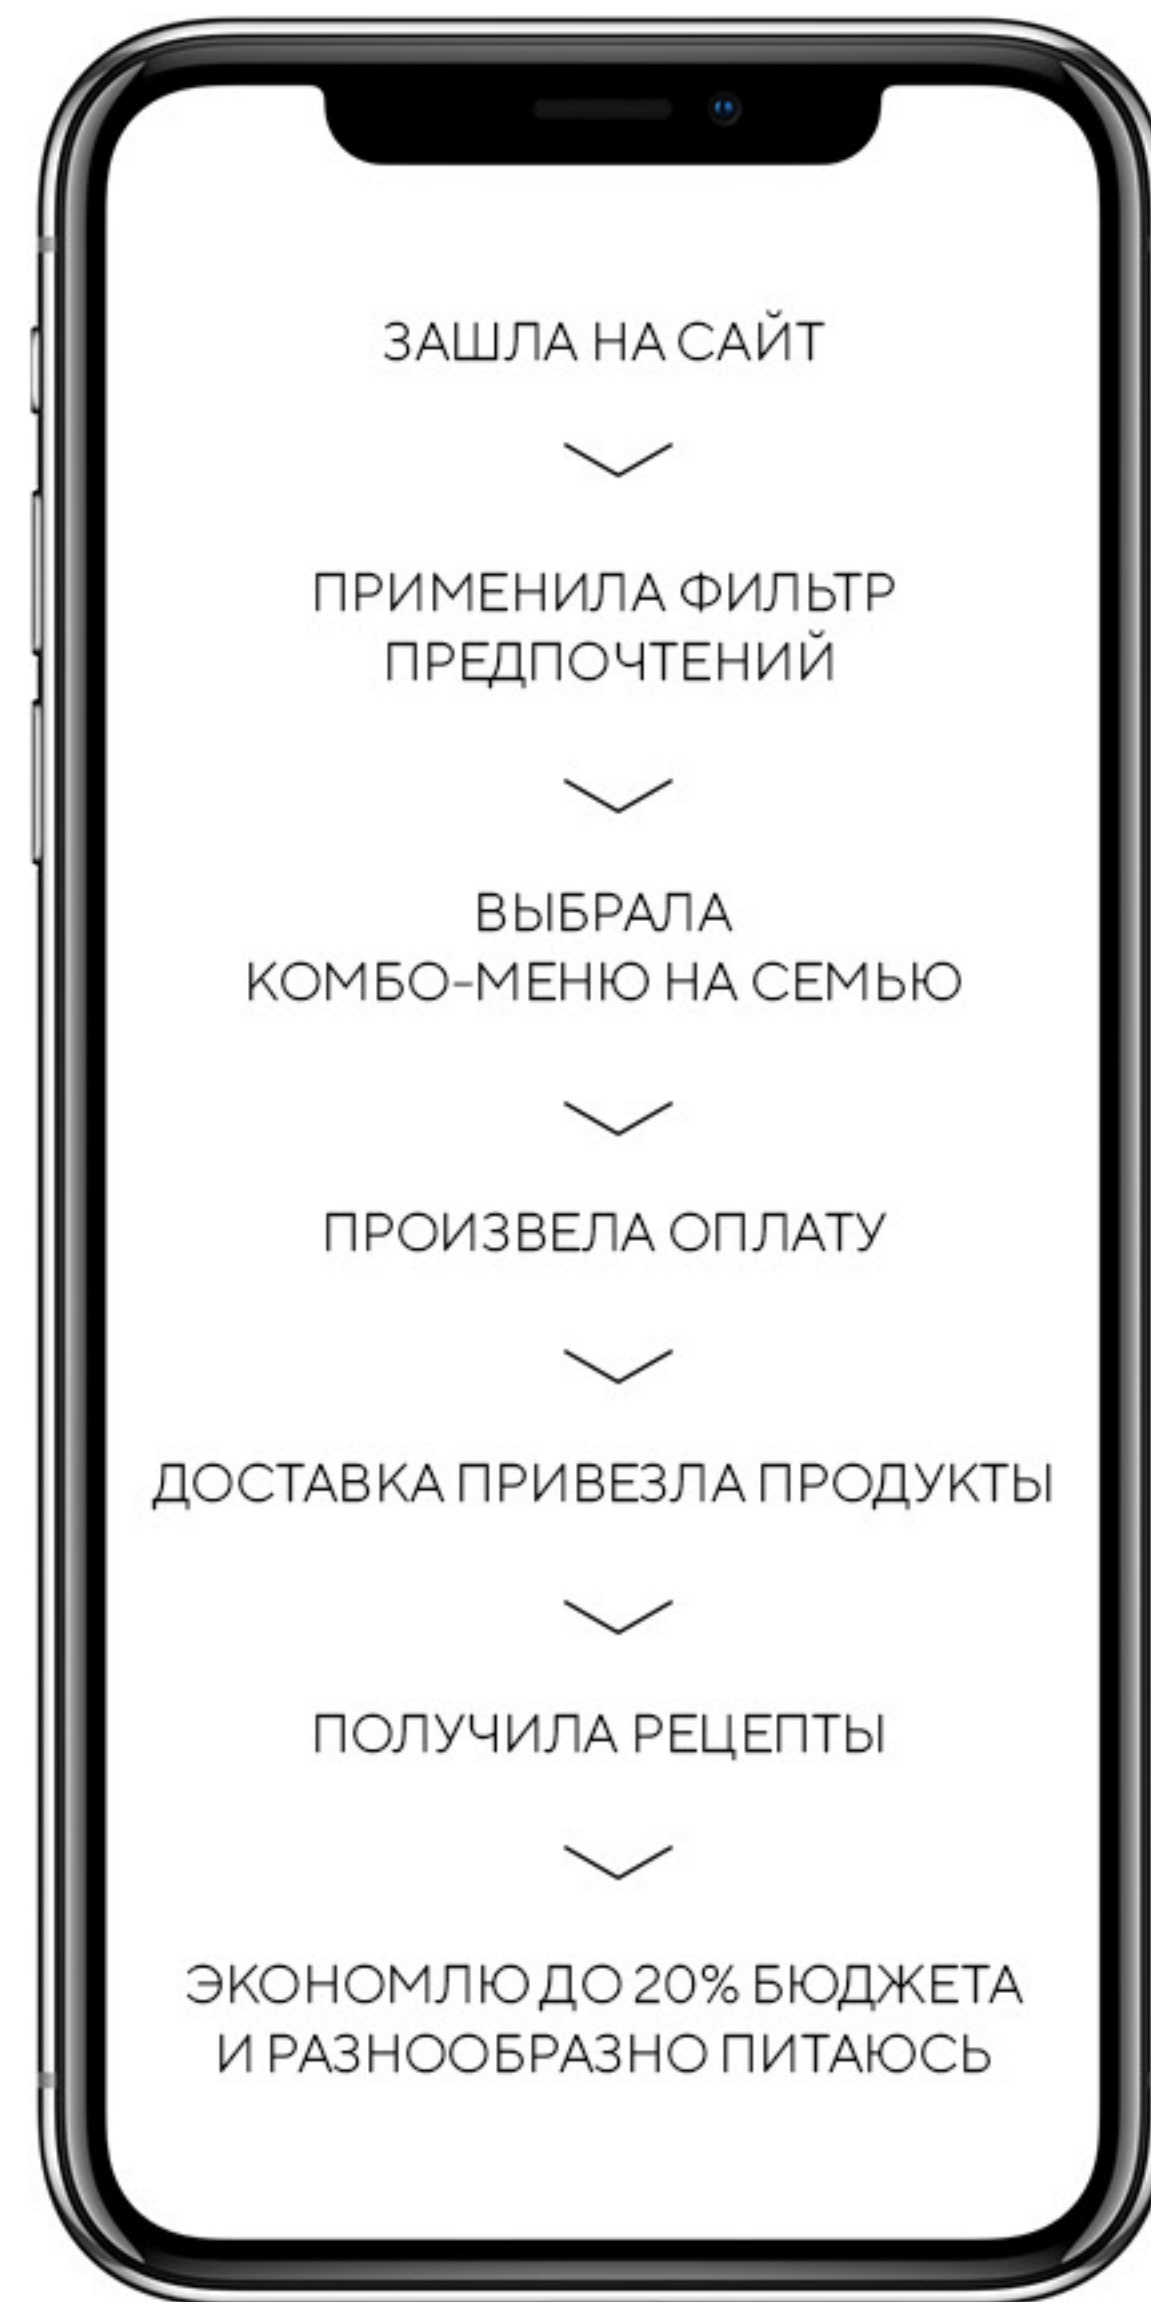 ЗАШЛА НА САЙТ
ПРИМЕНИЛА ФИЛЬТР
ПРЕДПОЧТЕНИЙ
ВЫБРАЛА
КОМБО-МЕНЮ НА СЕМЬЮ
ПРОИЗВЕЛА ОПЛАТУ
ДОСТАВКА ПРИВЕЗЛА ПРОДУКТЫ
ПОЛУЧИЛА РЕЦЕПТЫ
ЭКОНОМЛЮ ДО 20% БЮДЖЕТА
И РАЗНООБРАЗНО ПИТАЮСЬ